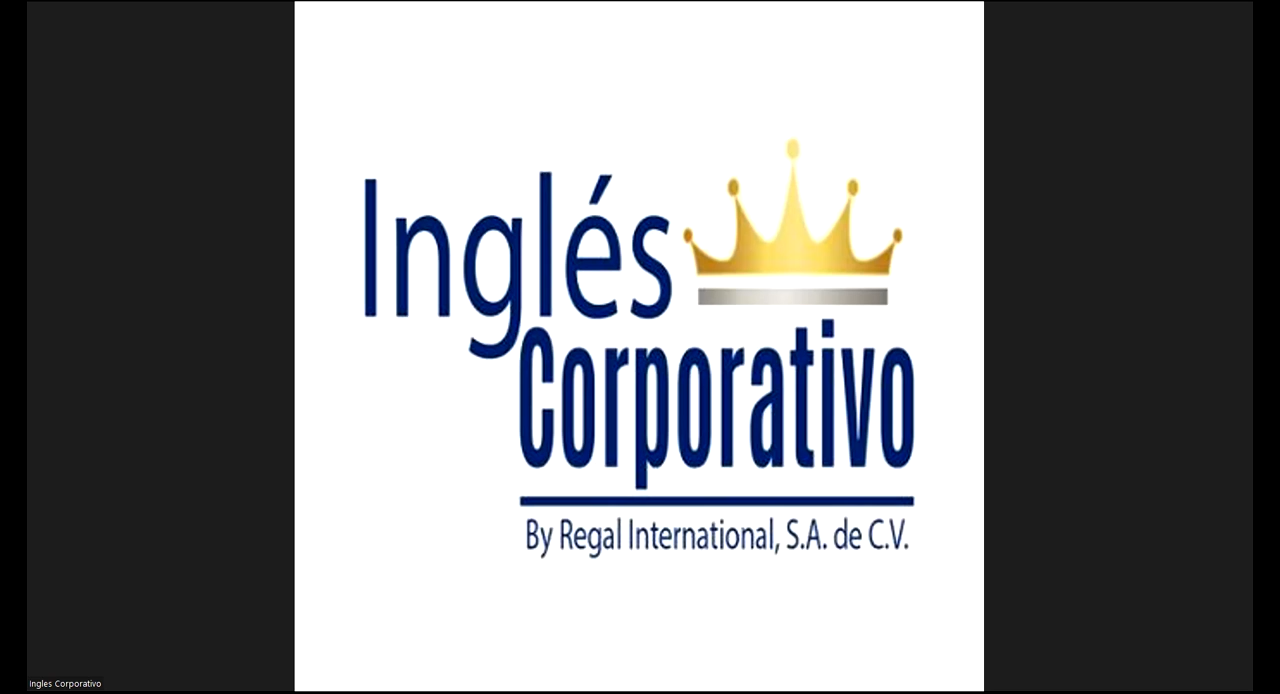 Inglés
Corporativo
By Regal International, S.A. de C.V.
Ingles Corporativo